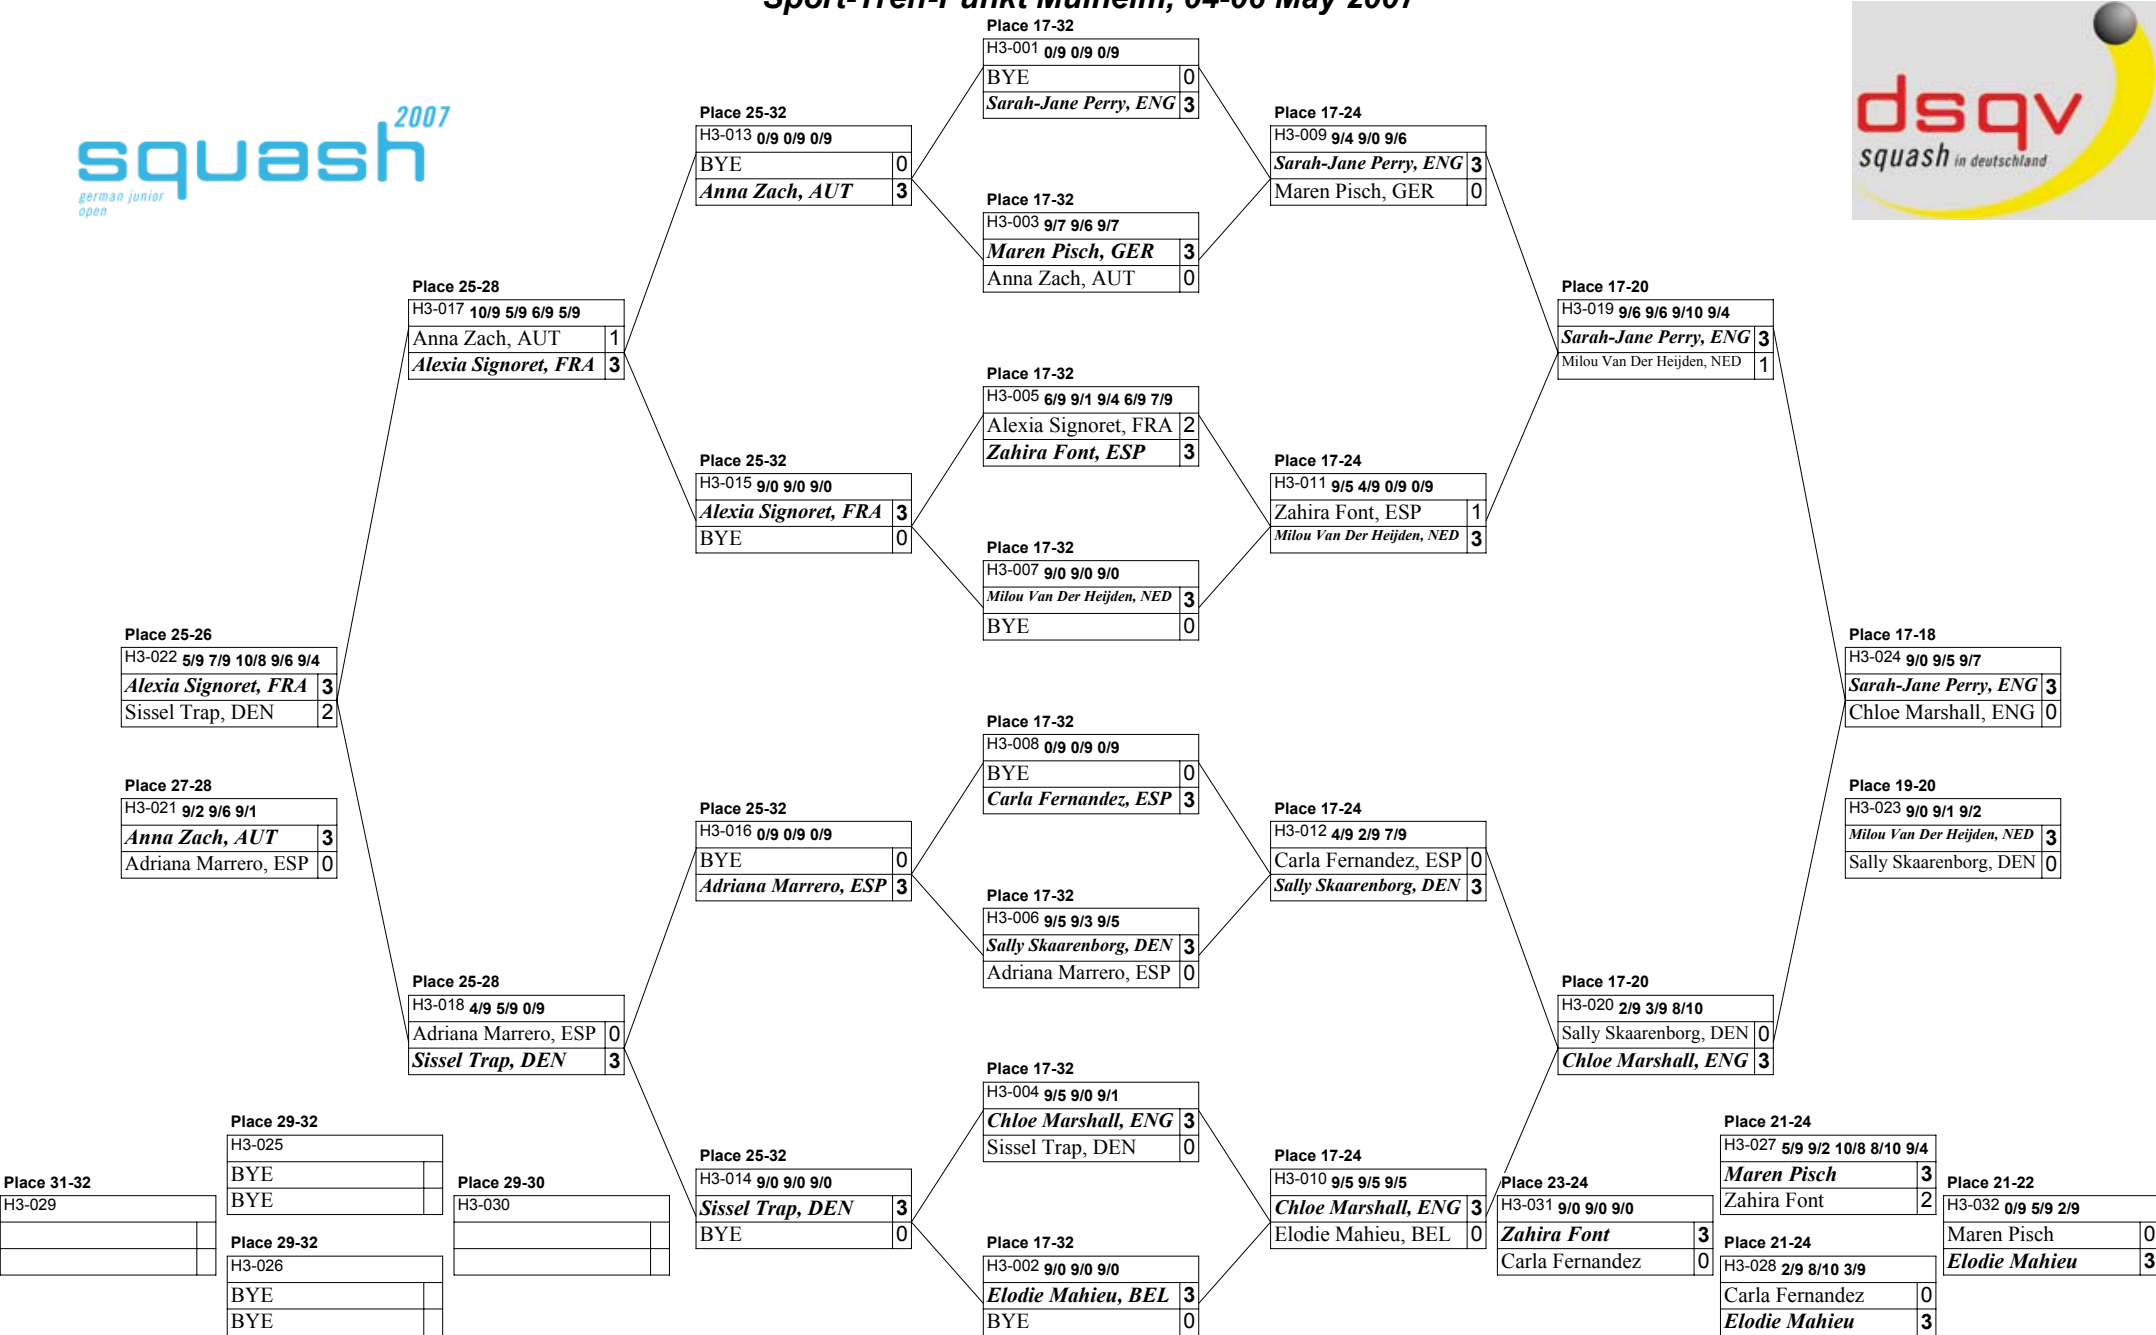 Sport-Treff-Punkt Mülheim, 04-06 May 2007
squash 2007
german junior
open
dsqv
squash in deutschland
Place 17-32
H3-001 0/9 0/9 0/9
BYE 0
Sarah-Jane Perry, ENG 3
Place 25-32
H3-013 0/9 0/9 0/9
BYE 0
Anna Zach, AUT 3
Place 17-24
H3-009 9/4 9/0 9/6
Sarah-Jane Perry, ENG 3
Maren Pisch, GER 0
Place 17-32
H3-003 9/7 9/6 9/7
Maren Pisch, GER 3
Anna Zach, AUT 0
Place 25-28
H3-017 10/9 5/9 6/9 5/9
Anna Zach, AUT 1
Alexia Signoret, FRA 3
Place 17-20
H3-019 9/6 9/6 9/10 9/4
Sarah-Jane Perry, ENG 3
Milou Van Der Heijden, NED 1
Place 17-32
H3-005 6/9 9/1 9/4 6/9 7/9
Alexia Signoret, FRA 2
Zahira Font, ESP 3
Place 25-32
H3-015 9/0 9/0 9/0
Alexia Signoret, FRA 3
BYE 0
Place 17-24
H3-011 9/5 4/9 0/9 0/9
Zahira Font, ESP 1
Milou Van Der Heijden, NED 3
Place 17-32
H3-007 9/0 9/0 9/0
Milou Van Der Heijden, NED 3
BYE 0
Place 25-26
H3-022 5/9 7/9 10/8 9/6 9/4
Alexia Signoret, FRA 3
Sissel Trap, DEN 2
Place 17-18
H3-024 9/0 9/5 9/7
Sarah-Jane Perry, ENG 3
Chloe Marshall, ENG 0
Place 17-32
H3-008 0/9 0/9 0/9
BYE 0
Carla Fernandez, ESP 3
Place 27-28
H3-021 9/2 9/6 9/1
Anna Zach, AUT 3
Adriana Marrero, ESP 0
Place 25-32
H3-016 0/9 0/9 0/9
BYE 0
Adriana Marrero, ESP 3
Place 17-24
H3-012 4/9 2/9 7/9
Carla Fernandez, ESP 0
Sally Skaarenborg, DEN 3
Place 19-20
H3-023 9/0 9/1 9/2
Milou Van Der Heijden, NED 3
Sally Skaarenborg, DEN 0
Place 17-32
H3-006 9/5 9/3 9/5
Sally Skaarenborg, DEN 3
Adriana Marrero, ESP 0
Place 25-28
H3-018 4/9 5/9 0/9
Adriana Marrero, ESP 0
Sissel Trap, DEN 3
Place 17-20
H3-020 2/9 3/9 8/10
Sally Skaarenborg, DEN 0
Chloe Marshall, ENG 3
Place 17-32
H3-004 9/5 9/0 9/1
Chloe Marshall, ENG 3
Sissel Trap, DEN 0
Place 29-32
H3-025
BYE
BYE
Place 31-32
H3-029
Place 29-30
H3-030
Place 25-32
H3-014 9/0 9/0 9/0
Sissel Trap, DEN 3
BYE 0
Place 17-24
H3-010 9/5 9/5 9/5
Chloe Marshall, ENG 3
Elodie Mahieu, BEL 0
Place 23-24
H3-031 9/0 9/0 9/0
Zahira Font 3
Carla Fernandez 0
Place 21-24
H3-027 5/9 9/2 10/8 8/10 9/4
Maren Pisch 3
Zahira Font 2
Place 21-22
H3-032 0/9 5/9 2/9
Maren Pisch 0
Elodie Mahieu 3
Place 29-32
H3-026
BYE
BYE
Place 17-32
H3-002 9/0 9/0 9/0
Elodie Mahieu, BEL 3
BYE 0
Place 21-24
H3-028 2/9 8/10 3/9
Carla Fernandez 0
Elodie Mahieu 3